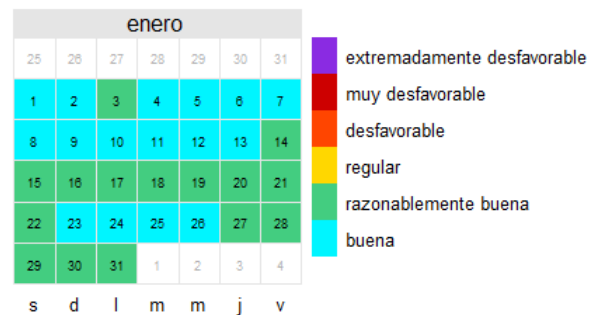 enero
25 26 27 28 29 30 31
1 2 3 4 5 6 7
8 9 10 11 12 13 14
15 16 17 18 19 20 21
22 23 24 25 26 27 28
29 30 31 1 2 3 4
s d l m m j v
extremadamente desfavorable
muy desfavorable
desfavorable
regular
razonablemente buena
buena